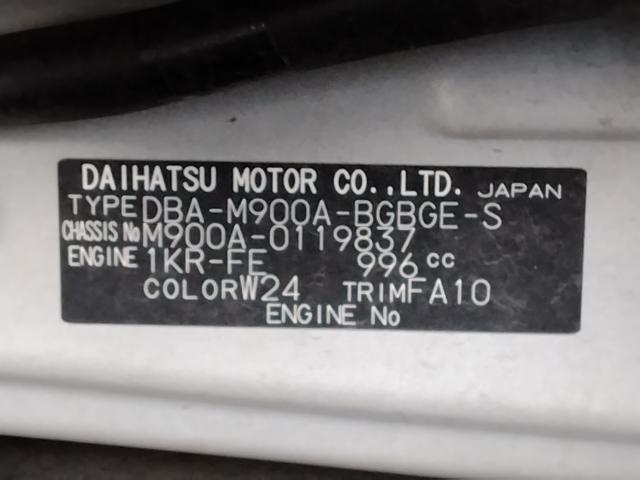 DAIHATSU MOTOR CO.,LTD. JAPAN
TYPE DBA-M900A-BGBGE-S
CHASSIS No M900A-0119837
ENGINE 1KR-FE 996 cc
COLOR W24 TRIM FA10
ENGINE No